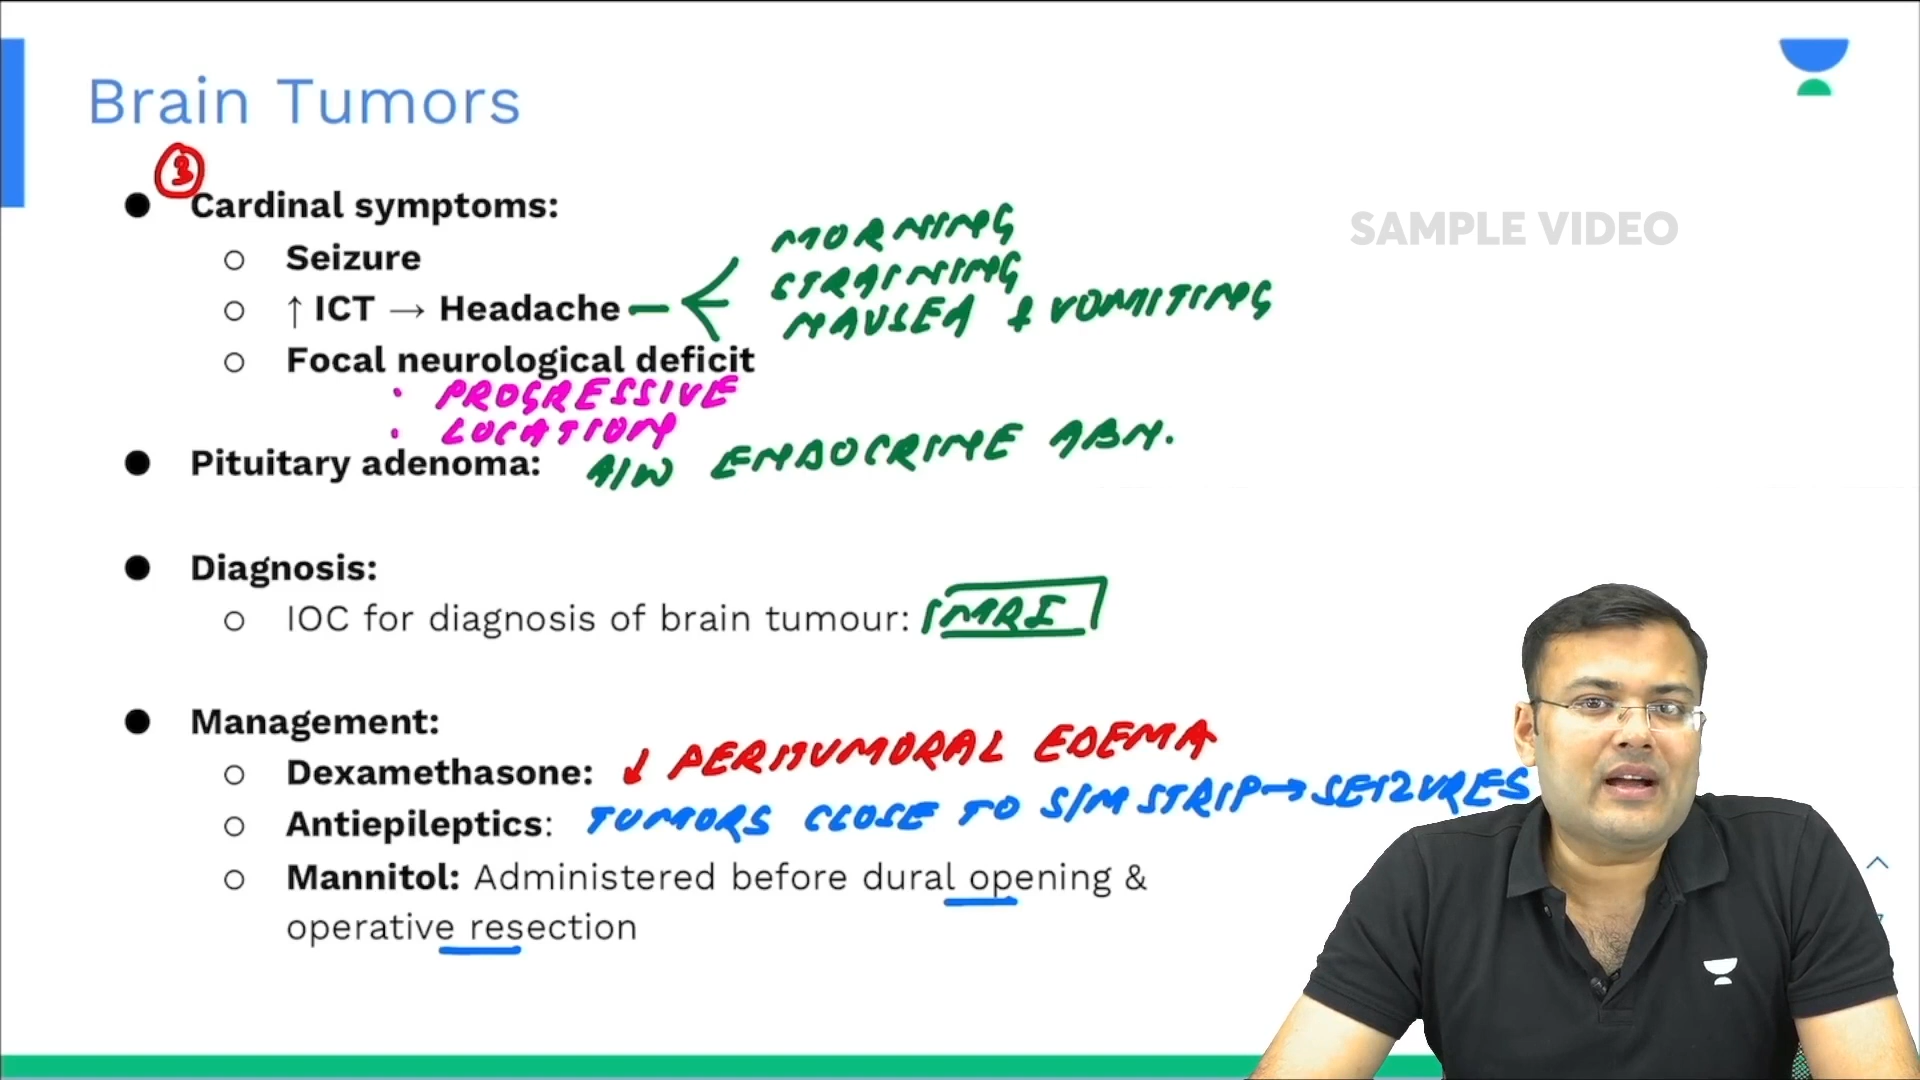 Brain Tumors
3
● Cardinal symptoms:
○ Seizure
○ ↑ ICT → Headache
MORNING
STRAINING
NAUSEA & VOMITING
○ Focal neurological deficit
· PROGRESSIVE
· LOCATION
● Pituitary adenoma: A/W ENDOCRINE ABN.
● Diagnosis:
○ IOC for diagnosis of brain tumour: MRI
● Management:
○ Dexamethasone: ↓ PERITUMORAL EDEMA
○ Antiepileptics: TUMORS CLOSE TO S/M STRIP → SEIZURES
○ Mannitol: Administered before dural opening &
operative resection
SAMPLE VIDEO